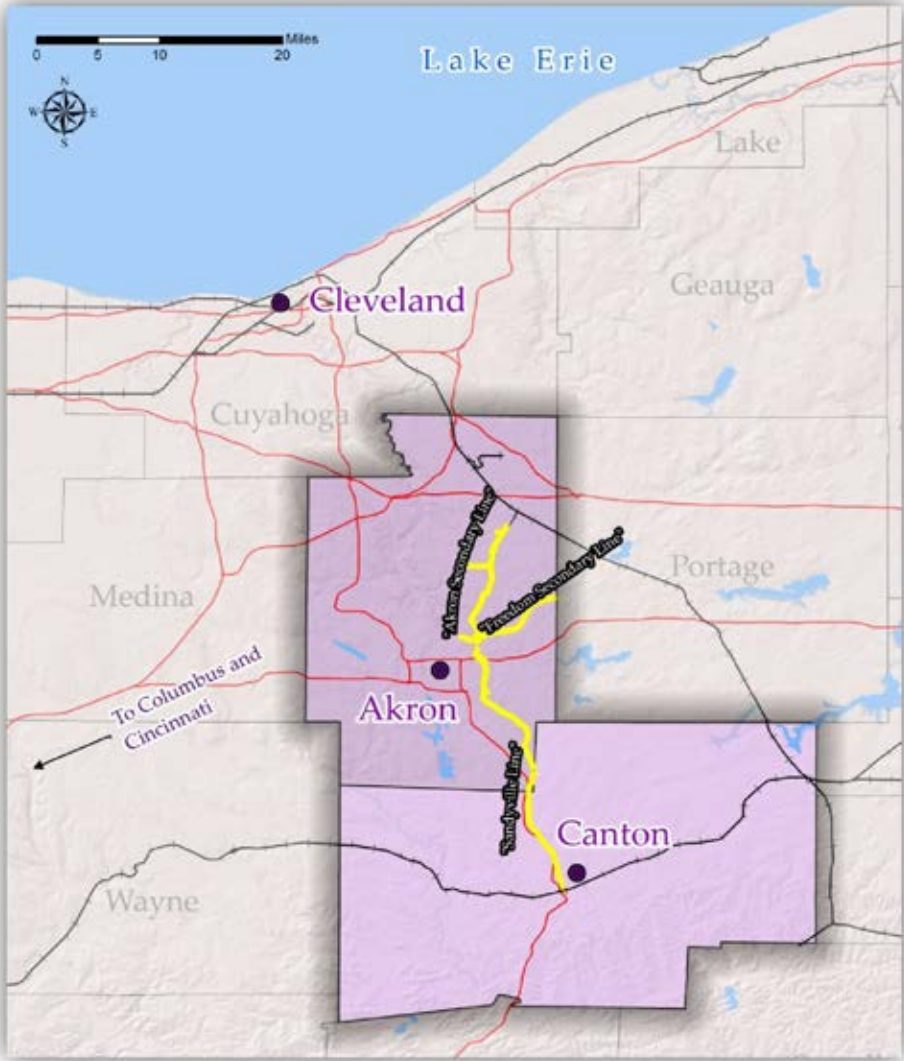 Miles
0 5 10 20
N
W E
S
Lake Erie
A
Lake
Geauga
Cleveland
Cuyahoga
"Akron Secondary Line"
"Freedom Secondary Line"
Portage
Medina
To Columbus and
Cincinnati
Akron
"Sandyville Line"
Canton
Wayne